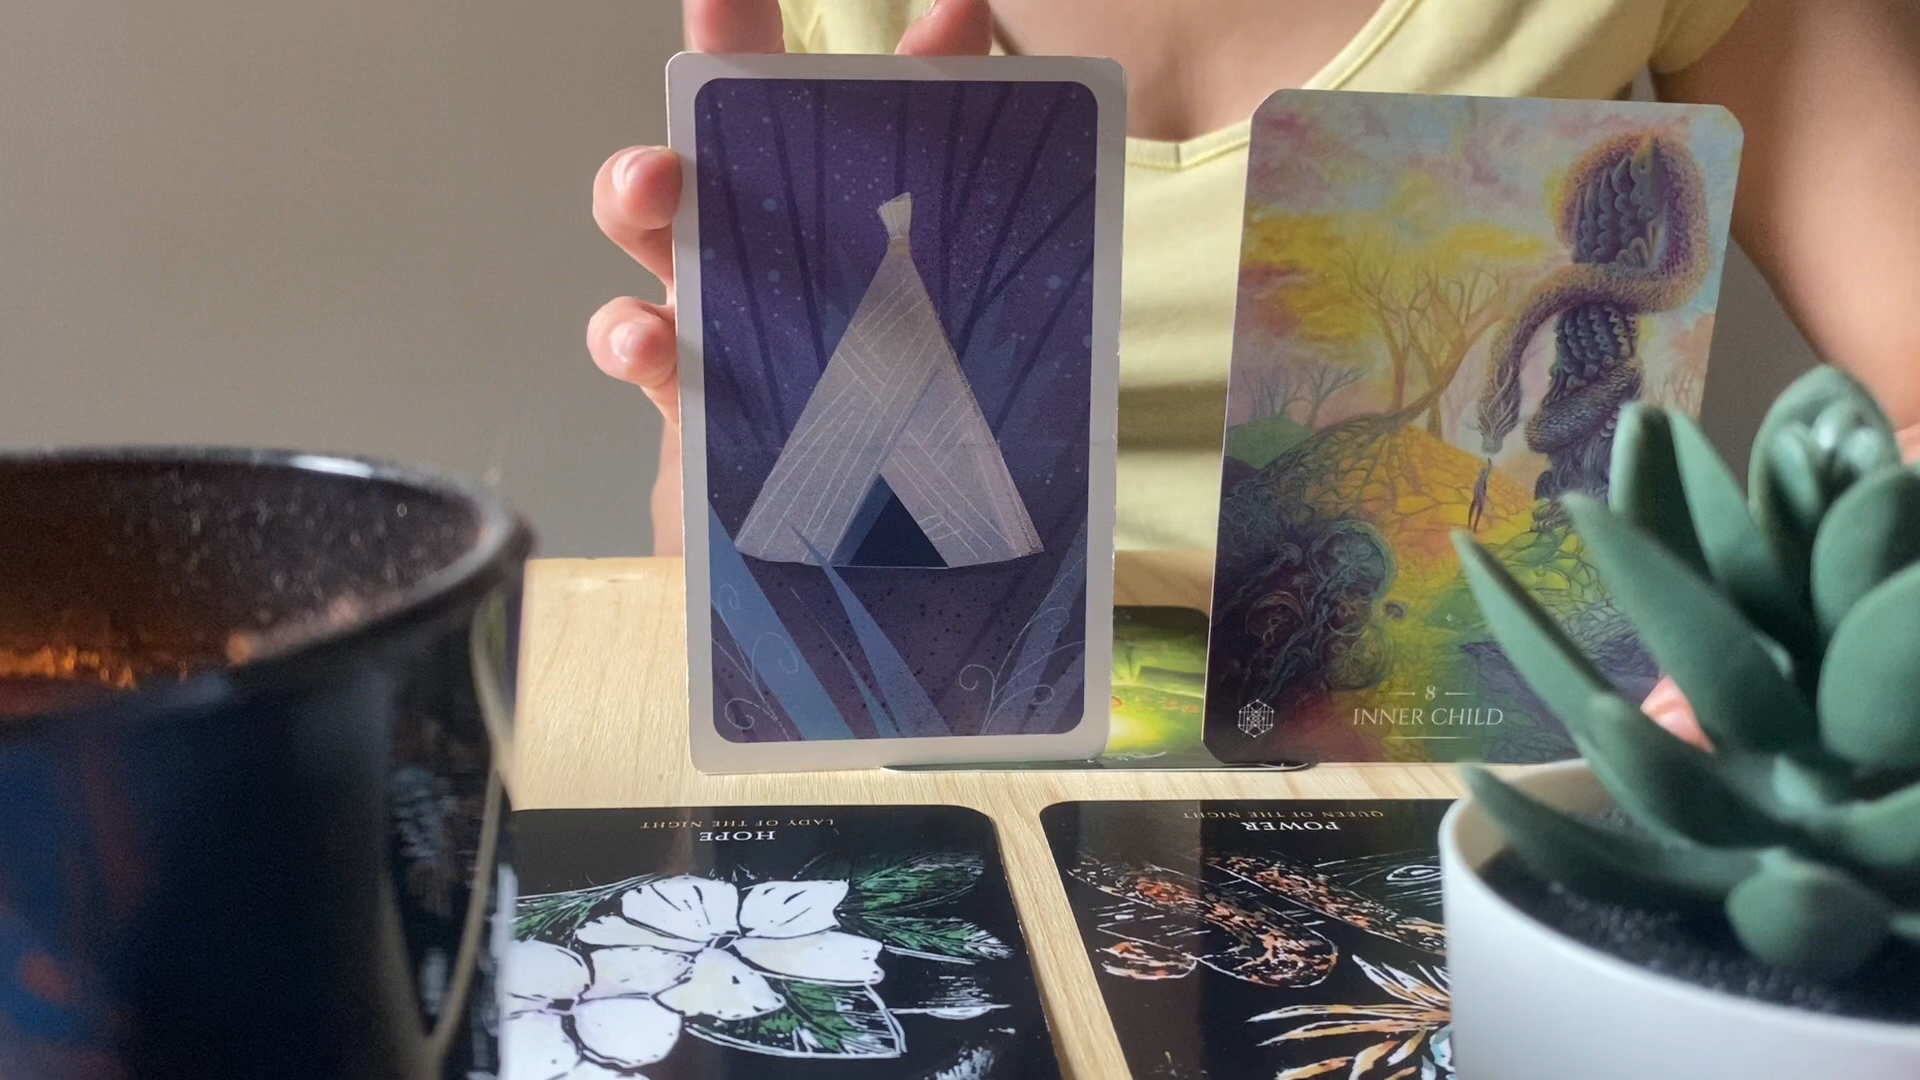 8
INNER CHILD
LADY OF THE NIGHT
HOPE
QUEEN OF THE NIGHT
POWER